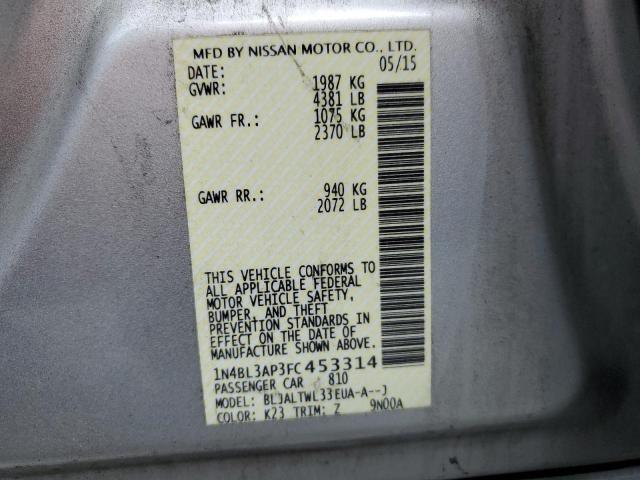 MFD BY NISSAN MOTOR CO., LTD.
DATE: 05/15
GVWR: 1987 KG
4381 LB
GAWR FR.: 1075 KG
2370 LB
GAWR RR.: 940 KG
2072 LB
THIS VEHICLE CONFORMS TO
ALL APPLICABLE FEDERAL
MOTOR VEHICLE SAFETY,
BUMPER, AND THEFT
PREVENTION STANDARDS IN
EFFECT ON THE DATE OF
MANUFACTURE SHOWN ABOVE.
1N4BL3AP3FC453314
PASSENGER CAR 810
MODEL: BLJALTWL33EUA-A--J
COLOR: K23 TRIM: Z 9N00A